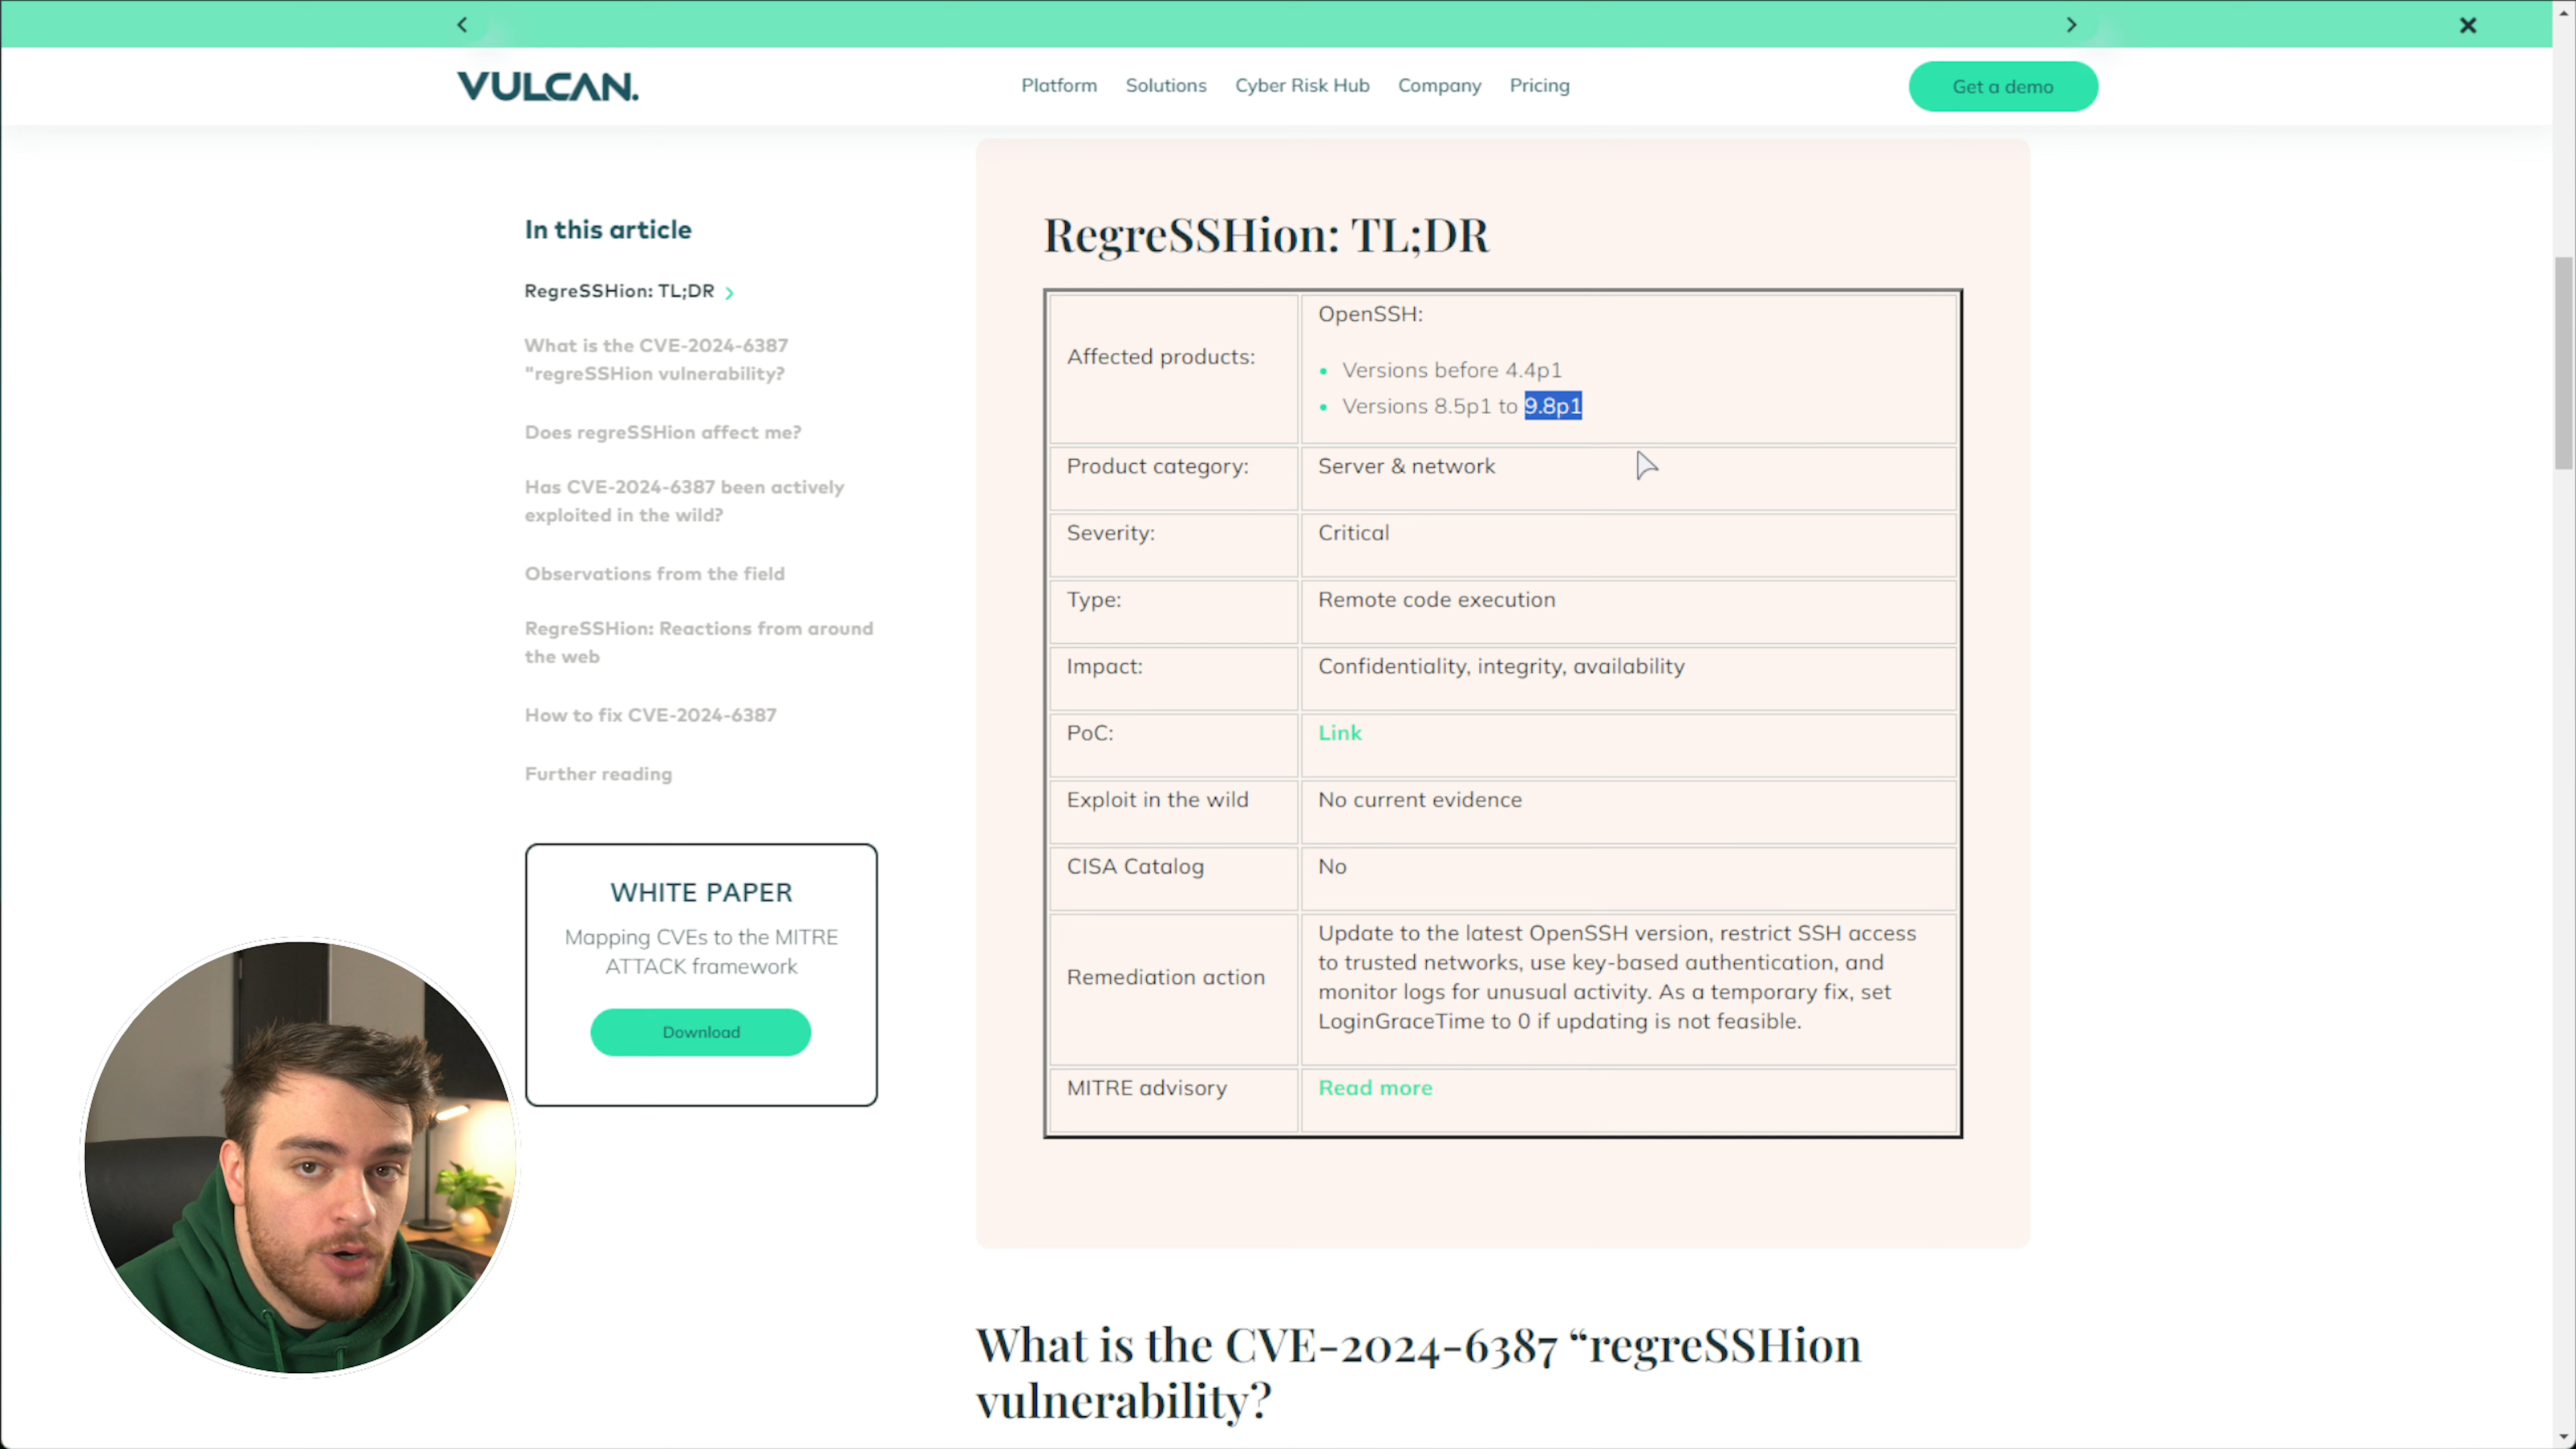 VULCAN.
Platform
Solutions
Cyber Risk Hub
Company
Pricing
Get a demo
In this article
RegreSSHion: TL;DR
What is the CVE-2024-6387
"regreSSHion vulnerability?
Does regreSSHion affect me?
Has CVE-2024-6387 been actively
exploited in the wild?
Observations from the field
RegreSSHion: Reactions from around
the web
How to fix CVE-2024-6387
Further reading
WHITE PAPER
Mapping CVEs to the MITRE
ATTACK framework
Download
RegreSSHion: TL;DR
Affected products:
OpenSSH:
Versions before 4.4p1
Versions 8.5p1 to 9.8p1
Product category:
Server & network
Severity:
Critical
Type:
Remote code execution
Impact:
Confidentiality, integrity, availability
PoC:
Link
Exploit in the wild
No current evidence
CISA Catalog
No
Remediation action
Update to the latest OpenSSH version, restrict SSH access
to trusted networks, use key-based authentication, and
monitor logs for unusual activity. As a temporary fix, set
LoginGraceTime to 0 if updating is not feasible.
MITRE advisory
Read more
What is the CVE-2024-6387 “regreSSHion
vulnerability?